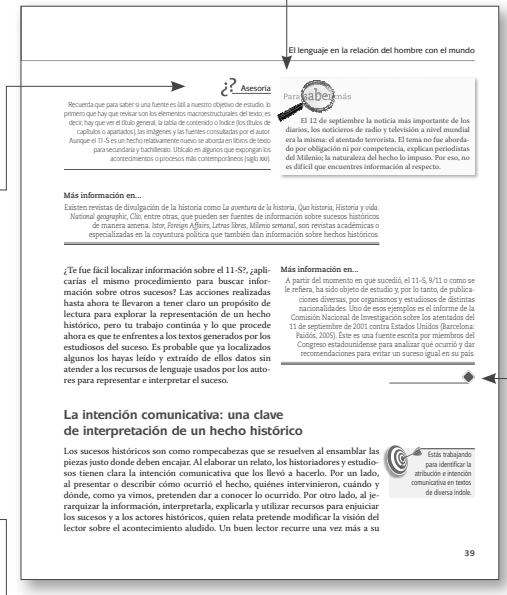 El lenguaje en la relación del hombre con el mundo
¿? Asesoría
Recuerda que para saber si una fuente es útil a nuestro objetivo de estudio, lo
primero que hay que revisar son los elementos macroestructurales del texto; es
decir, hay que ver el título general, la tabla de contenido o índice (los títulos de
capítulos o apartados), las imágenes y las fuentes consultadas por el autor.
Aunque el 11-S es un hecho relativamente nuevo se aborda en libros de texto
para secundaria y bachillerato. Ubícalo en algunos que expongan los
acontecimientos o procesos más contemporáneos (siglo XXI).
Para saber más
El 12 de septiembre la noticia más importante de los
diarios, los noticieros de radio y televisión a nivel mundial
era la misma: el atentado terrorista. El tema no fue aborda-
do por obligación ni por competencia, explican periodistas
del Milenio; la naturaleza del hecho lo impuso. Por eso, no
es difícil que encuentres información al respecto.
Más información en...
Existen revistas de divulgación de la historia como La aventura de la historia, Quo historia, Historia y vida.
National geographic, Clío, entre otras, que pueden ser fuentes de información sobre sucesos históricos
de manera amena. Istor, Foreign Affairs, Letras libres, Milenio semanal, son revistas académicas o
especializadas en la coyuntura política que también dan información sobre hechos históricos.
¿Te fue fácil localizar información sobre el 11-S?, ¿apli-
carías el mismo procedimiento para buscar infor-
mación sobre otros sucesos? Las acciones realizadas
hasta ahora te llevaron a tener claro un propósito de
lectura para explorar la representación de un hecho
histórico, pero tu trabajo continúa y lo que procede
ahora es que te enfrentes a los textos generados por los
estudiosos del suceso. Es probable que ya localizados
algunos los hayas leído y extraído de ellos datos sin
atender a los recursos de lenguaje usados por los auto-
res para representar e interpretar el suceso.
Más información en...
A partir del momento en que sucedió, el 11-S, 9/11 o como se
le refiera, ha sido objeto de estudio y, por lo tanto, de publica-
ciones diversas, por organismos y estudiosos de distintas
nacionalidades. Uno de esos ejemplos es el informe de la
Comisión Nacional de Investigación sobre los atentados del
11 de septiembre de 2001 contra Estados Unidos (Barcelona:
Paidós, 2005). Éste es una fuente escrita por miembros del
Congreso estadounidense para analizar qué ocurrió y dar
recomendaciones para evitar un suceso igual en su país.
La intención comunicativa: una clave
de interpretación de un hecho histórico
Los sucesos históricos son como rompecabezas que se resuelven al ensamblar las
piezas justo donde deben encajar. Al elaborar un relato, los historiadores y estudio-
sos tienen clara la intención comunicativa que los llevó a hacerlo. Por un lado,
al presentar o describir cómo ocurrió el hecho, quiénes intervinieron, cuándo y
dónde, como ya vimos, pretenden dar a conocer lo ocurrido. Por otro lado, al je-
rarquizar la información, interpretarla, explicarla y utilizar recursos para enjuiciar
los sucesos y a los actores históricos, quien relata pretende modificar la visión del
lector sobre el acontecimiento aludido. Un buen lector recurre una vez más a su
Estás trabajando
para identificar la
atribución e intención
comunicativa en textos
de diversa índole.
39